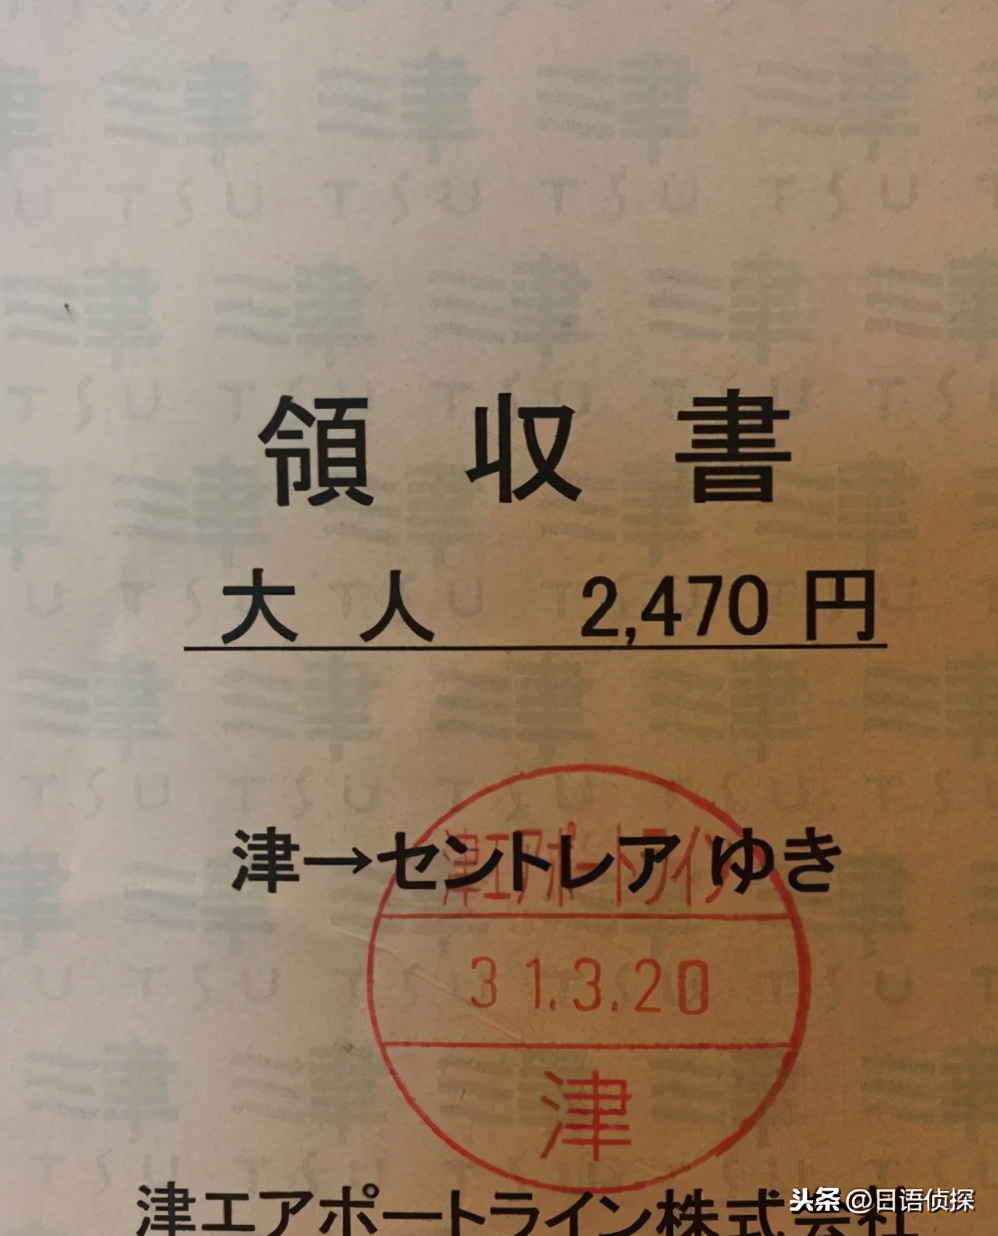 領収書
大人 2,470円
津→セントレア ゆき
津エアポートライン
31.3.20
津
津エアポートライン株式会社
头条 @日语侦探